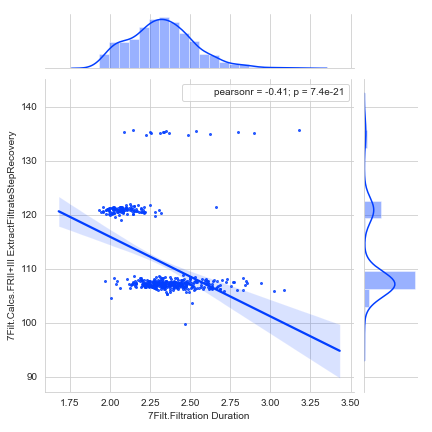 pearsonr = -0.41; p = 7.4e-21
140
130
120
110
100
90
7Filt.Calcs.FRII+III ExtractFiltrateStepRecovery
1.75 2.00 2.25 2.50 2.75 3.00 3.25 3.50
7Filt.Filtration Duration